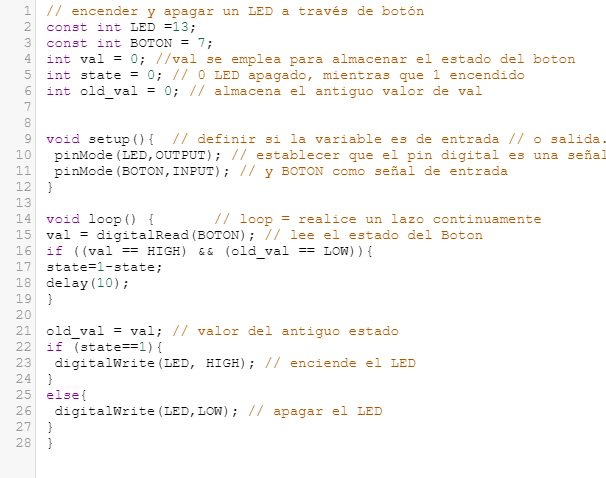 1 // encender y apagar un LED a través de botón
2 const int LED =13;
3 const int BOTON = 7;
4 int val = 0; //val se emplea para almacenar el estado del boton
5 int state = 0; // 0 LED apagado, mientras que 1 encendido
6 int old_val = 0; // almacena el antiguo valor de val
7
8
9 void setup(){  // definir si la variable es de entrada // o salida.
10  pinMode(LED,OUTPUT); // establecer que el pin digital es una señal
11  pinMode(BOTON,INPUT); // y BOTON como señal de entrada
12 }
13
14 void loop() {       // loop = realice un lazo continuamente
15 val = digitalRead(BOTON); // lee el estado del Boton
16 if ((val == HIGH) && (old_val == LOW)){
17 state=1-state;
18 delay(10);
19 }
20
21 old_val = val; // valor del antiguo estado
22 if (state==1){
23  digitalWrite(LED, HIGH); // enciende el LED
24 }
25 else{
26  digitalWrite(LED,LOW); // apagar el LED
27 }
28 }